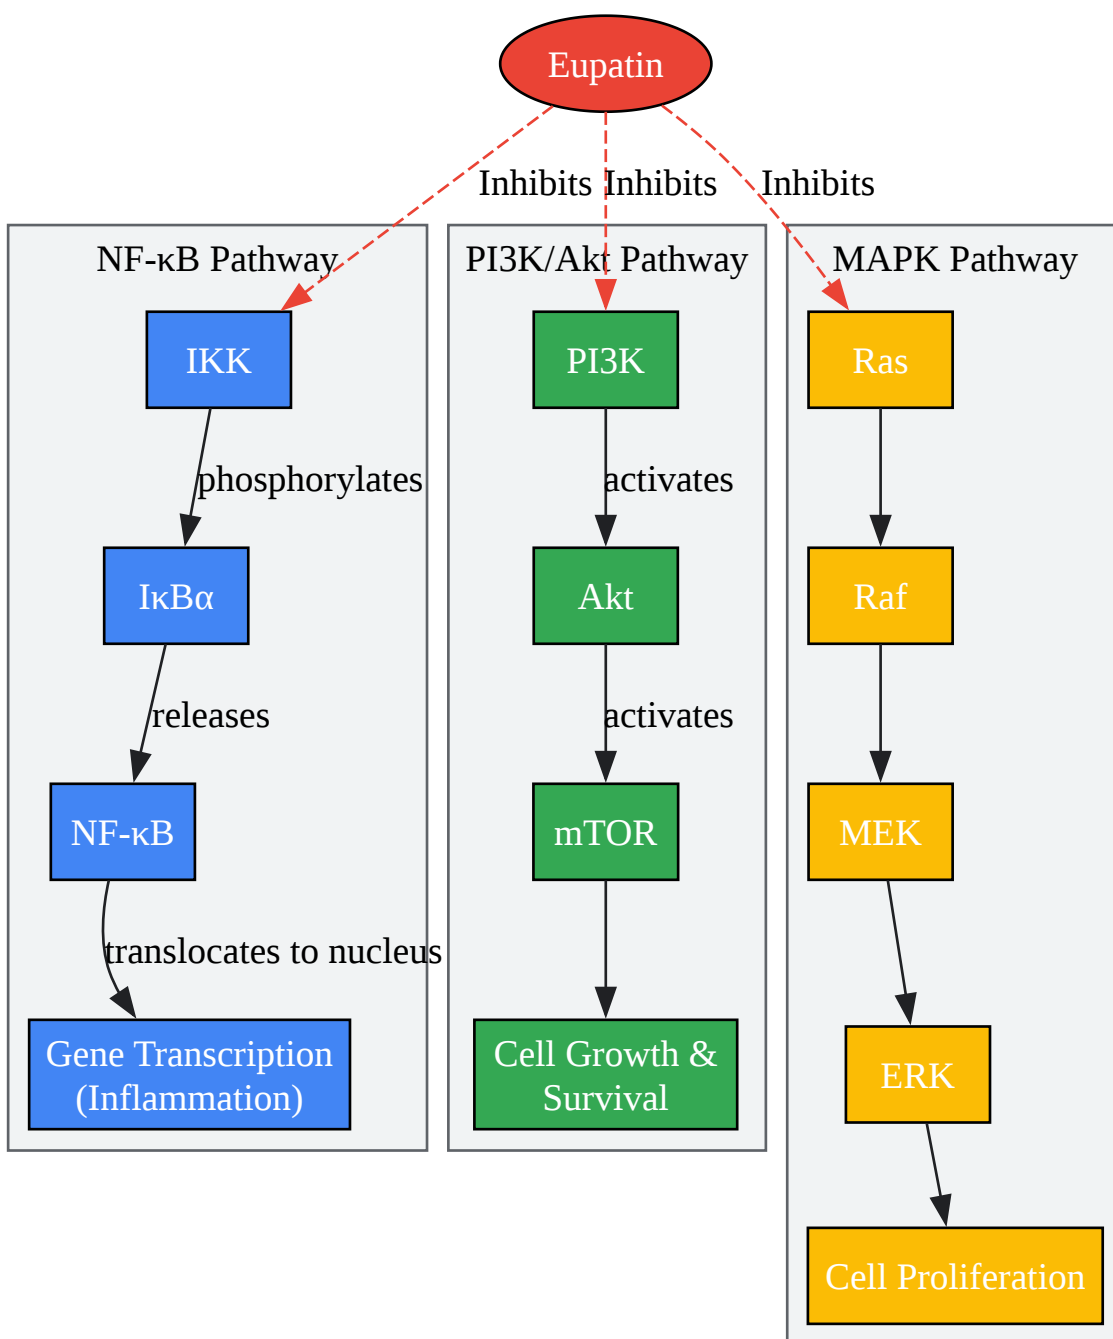 Eupatin
Inhibits
Inhibits
Inhibits
NF-κB Pathway
PI3K/Akt Pathway
MAPK Pathway
IKK
PI3K
Ras
phosphorylates
activates
IκBα
Akt
Raf
releases
activates
NF-κB
mTOR
MEK
translocates to nucleus
Gene Transcription
(Inflammation)
Cell Growth &
Survival
ERK
Cell Proliferation